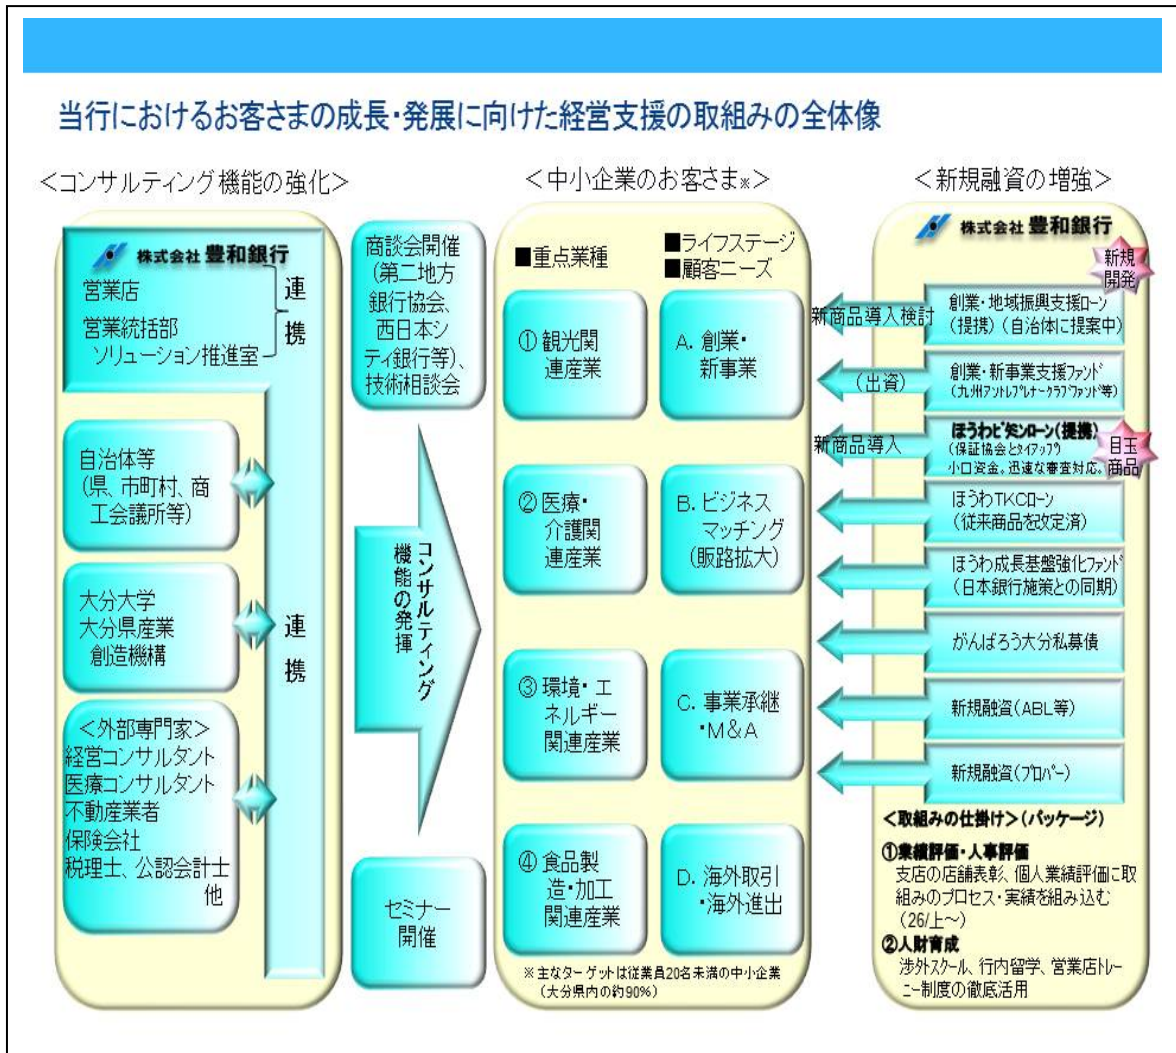 当行におけるお客さまの成長・発展に向けた経営支援の取組みの全体像
＜コンサルティング機能の強化＞
株式会社 豊和銀行
営業店
営業統括部
ソリューション推進室
連携
自治体等
(県、市町村、商
工会議所等)
大分大学
大分県産業
創造機構
連携
＜外部専門家＞
経営コンサルタント
医療コンサルタント
不動産業者
保険会社
税理士、公認会計士
他
商談会開催
(第二地方
銀行協会、
西日本シ
ティ銀行等)、
技術相談会
コンサルティング
機能の発揮
セミナー
開催
＜中小企業のお客さま※＞
■重点業種
■ライフステージ
■顧客ニーズ
①観光関
連産業
A. 創業・
新事業
②医療・
介護関
連産業
B. ビジネス
マッチング
(販路拡大)
③環境・エ
ネルギー
関連産業
C. 事業承継
・M&A
④食品製
造・加工
関連産業
D. 海外取引
・海外進出
※主なターゲットは従業員20名未満の中小企業
(大分県内の約90%)
＜新規融資の増強＞
株式会社 豊和銀行
新規
開発
新商品導入検討
創業・地域振興支援ローン
(提携)(自治体に提案中)
(出資)
創業・新事業支援ファンド
(九州アントレプレナークラブファンド等)
新商品導入
ほうわビタミンローン(提携)
(保証協会とタイアップ
小口資金。迅速な審査対応。
目玉
商品
ほうわTKCローン
(従来商品を改定済)
ほうわ成長基盤強化ファンド
(日本銀行施策との同期)
がんばろう大分私募債
新規融資(ABL等)
新規融資(プロパー)
＜取組みの仕掛け＞(パッケージ)
①業績評価・人事評価
支店の店舗表彰、個人業績評価に取
組みのプロセス・実績を組み込む
(26/上～)
②人財育成
渉外スクール、行内留学、営業店トレー
ニー制度の徹底活用